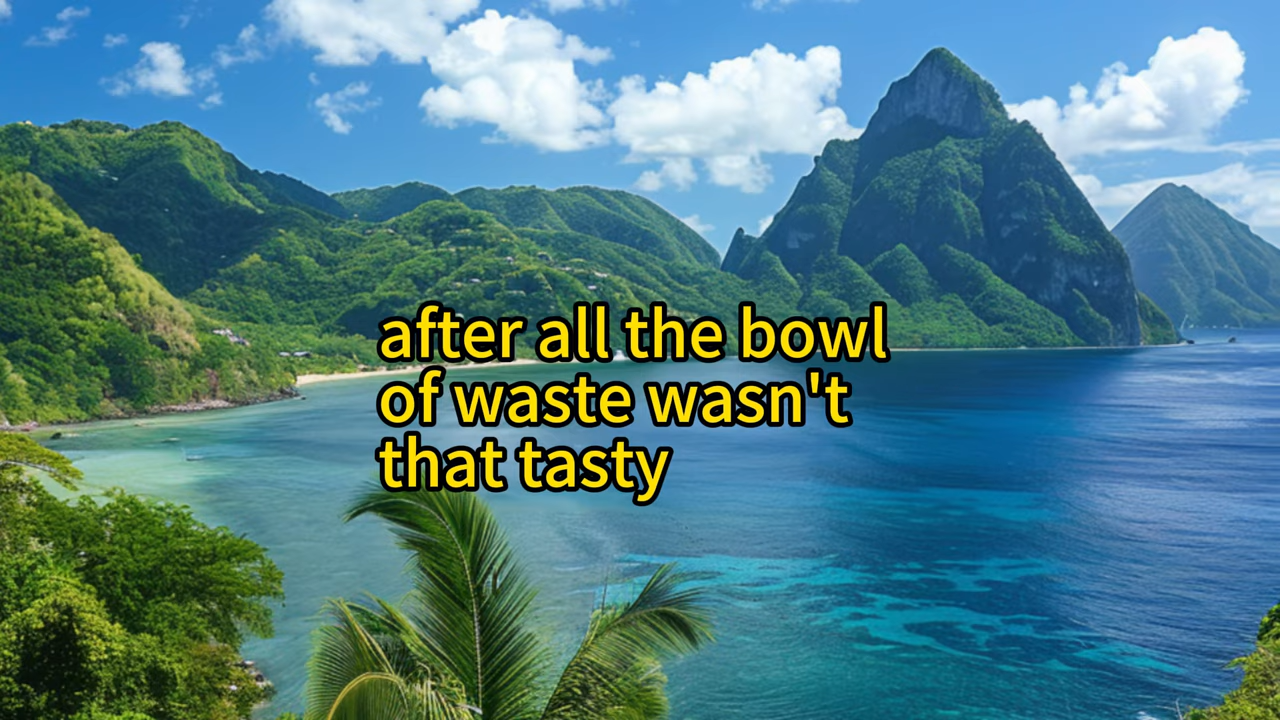 after all the bowl
of waste wasn't
that tasty